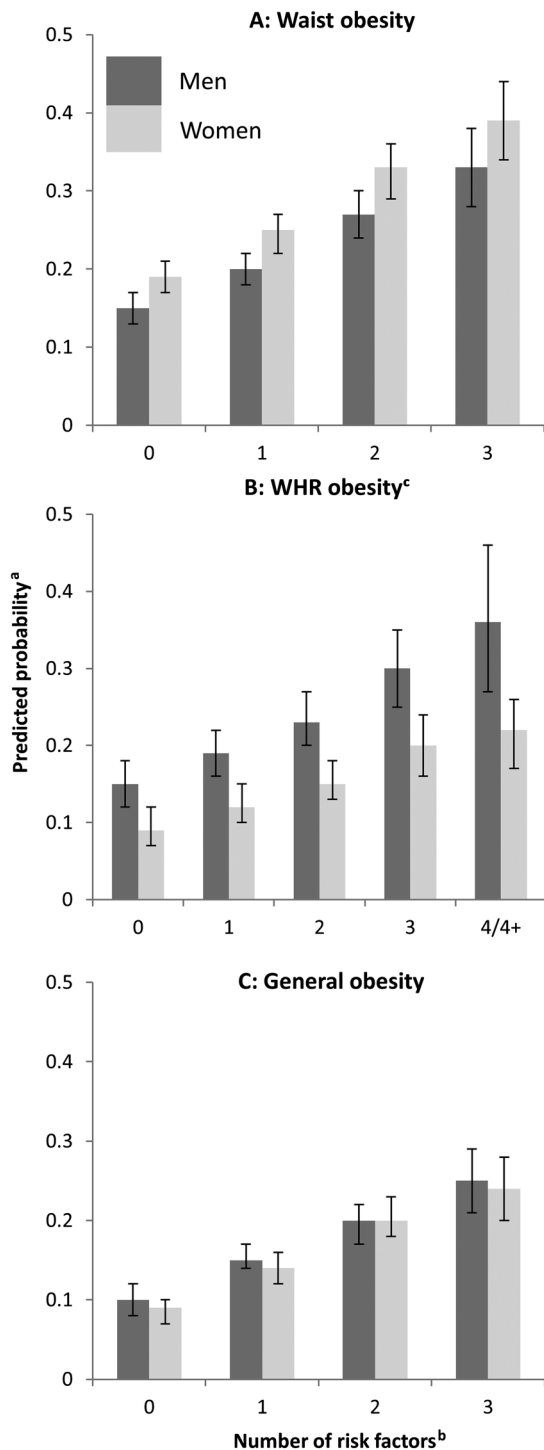 A: Waist obesity
0.5
Men
Women
0.4
0.3
0.2
0.1
0
0 1 2 3
B: WHR obesityᶜ
0.5
0.4
0.3
0.2
0.1
0
0 1 2 3 4/4+
Predicted probabilityᵃ
C: General obesity
0.5
0.4
0.3
0.2
0.1
0
0 1 2 3
Number of risk factorsᵇ